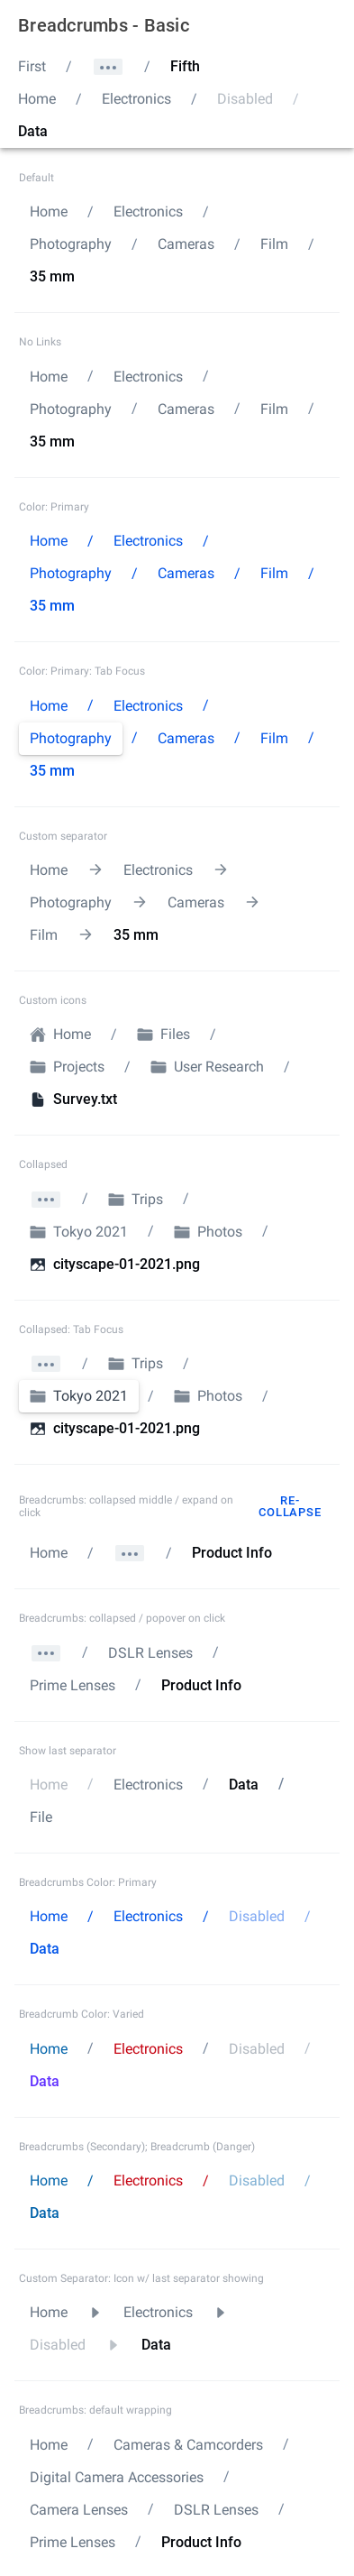 Breadcrumbs - Basic
First / ••• / Fifth
Home / Electronics / Disabled /
Data
Default
Home / Electronics /
Photography / Cameras / Film /
35 mm
No Links
Home / Electronics /
Photography / Cameras / Film /
35 mm
Color: Primary
Home / Electronics /
Photography / Cameras / Film /
35 mm
Color: Primary: Tab Focus
Home / Electronics /
Photography / Cameras / Film /
35 mm
Custom separator
Home → Electronics →
Photography → Cameras →
Film → 35 mm
Custom icons
Home / Files /
Projects / User Research /
Survey.txt
Collapsed
••• / Trips /
Tokyo 2021 / Photos /
cityscape-01-2021.png
Collapsed: Tab Focus
••• / Trips /
Tokyo 2021 / Photos /
cityscape-01-2021.png
Breadcrumbs: collapsed middle / expand on
click
RE-
COLLAPSE
Home / ••• / Product Info
Breadcrumbs: collapsed / popover on click
••• / DSLR Lenses /
Prime Lenses / Product Info
Show last separator
Home / Electronics / Data /
File
Breadcrumbs Color: Primary
Home / Electronics / Disabled /
Data
Breadcrumb Color: Varied
Home / Electronics / Disabled /
Data
Breadcrumbs (Secondary); Breadcrumb (Danger)
Home / Electronics / Disabled /
Data
Custom Separator: Icon w/ last separator showing
Home Electronics
Disabled Data
Breadcrumbs: default wrapping
Home / Cameras & Camcorders /
Digital Camera Accessories /
Camera Lenses / DSLR Lenses /
Prime Lenses / Product Info